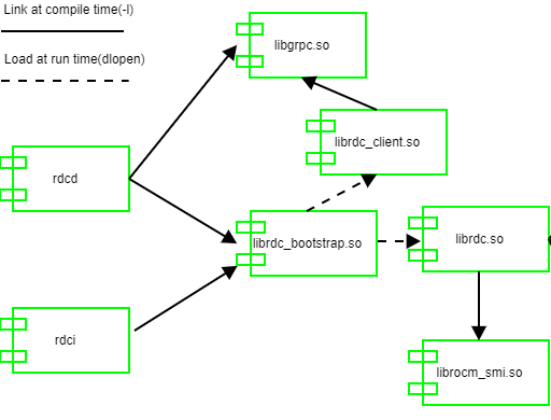 Link at compile time(-l)
Load at run time(dlopen)
libgrpc.so
librdc_client.so
rdcd
librdc_bootstrap.so
librdc.so
rdci
librocm_smi.so